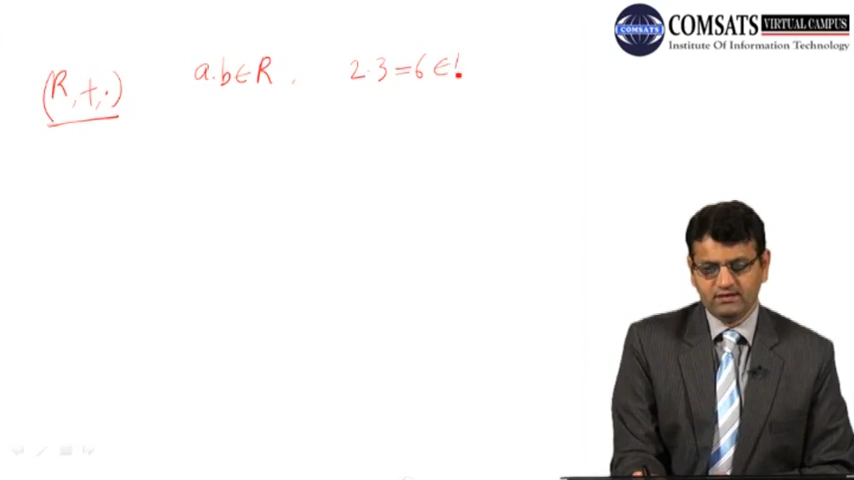 COMSATS VIRTUAL CAMPUS
COMSATS
Institute Of Information Technology
(R, +, ·) a.b ∈ R , 2·3 = 6 ∈